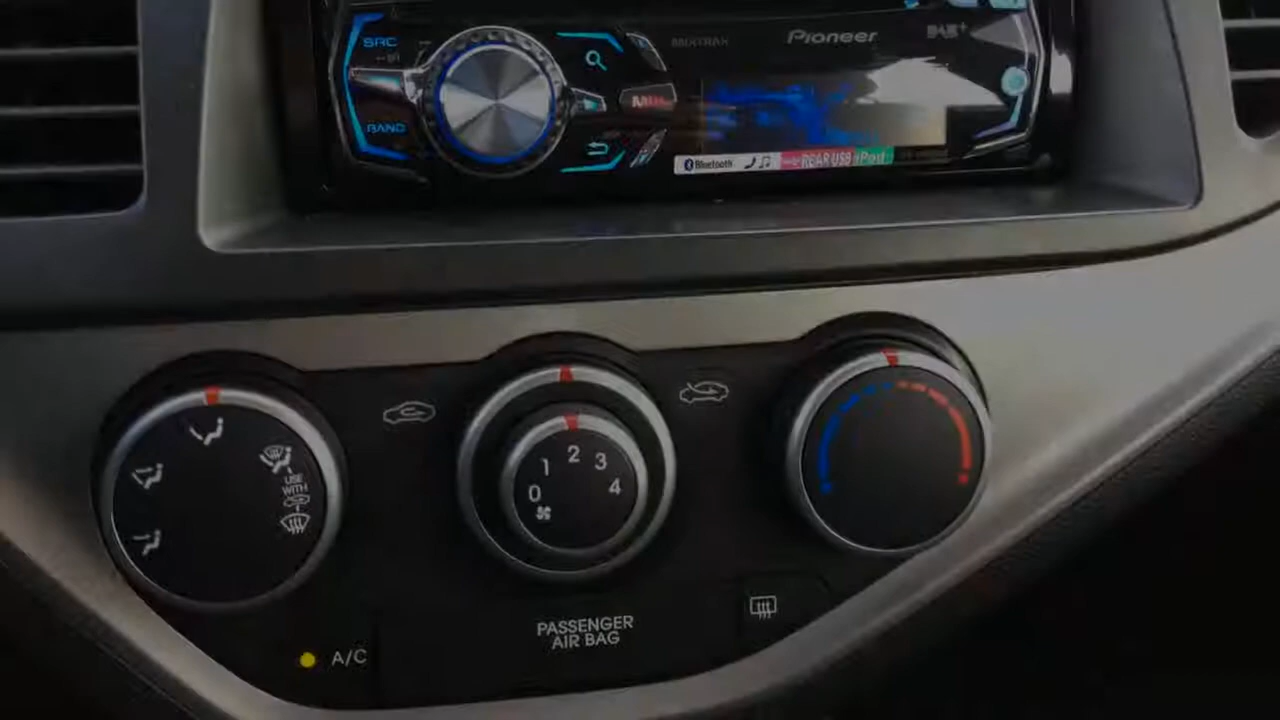 SRC
MIXTRAX
Pioneer
DAB+
BAND
Bluetooth
REAR USB
iPod
1 2 3
0 4
USE
WITH
PASSENGER
AIR BAG
A/C